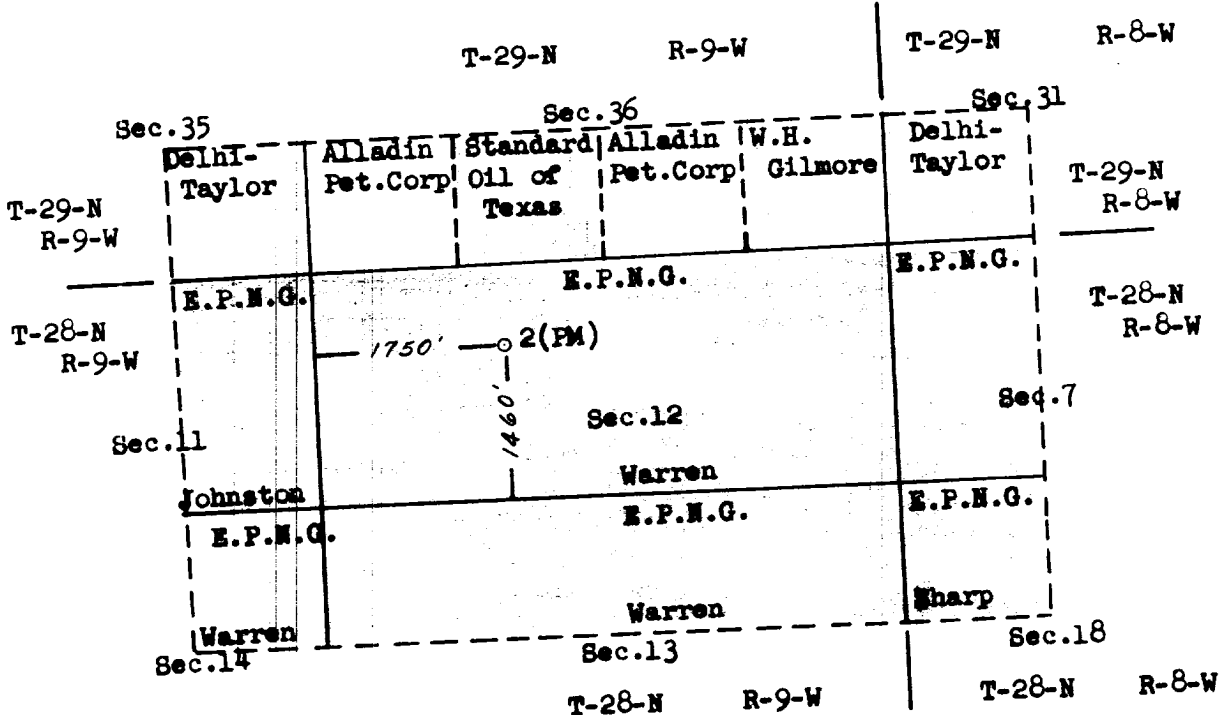 T-29-N R-9-W T-29-N R-8-W
Sec.35 Sec.36 Sec.31
Delhi-
Taylor
Alladin
Pet.Corp
Standard
Oil of
Texas
Alladin
Pet.Corp
W.H.
Gilmore
Delhi-
Taylor
T-29-N
R-9-W
T-29-N
R-8-W
E.P.N.G. E.P.N.G. E.P.N.G.
T-28-N
R-9-W
T-28-N
R-8-W
1750' 2(PM)
1460'
Sec.11 Sec.12 Sec.7
Johnston Warren
E.P.N.G. E.P.N.G. E.P.N.G.
Warren Warren
Sec.14 Sec.13 Sec.18
T-28-N R-9-W T-28-N R-8-W